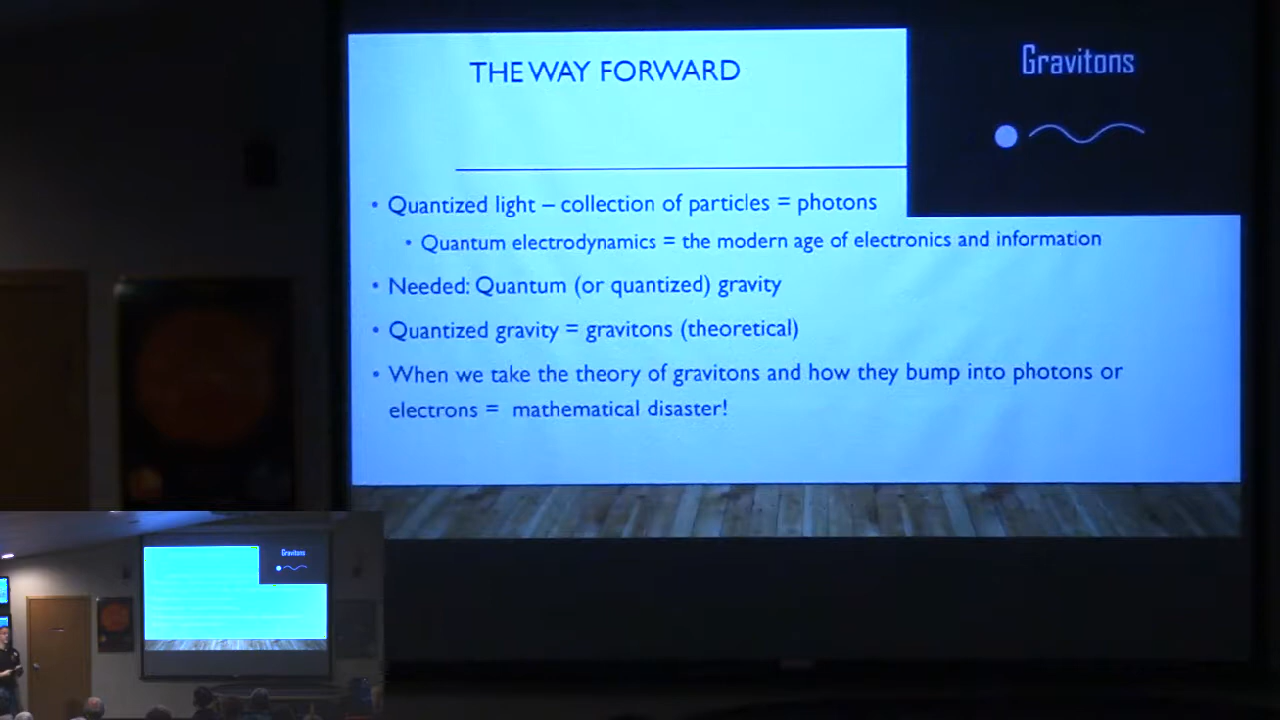 THE WAY FORWARD
Gravitons
• Quantized light – collection of particles = photons
• Quantum electrodynamics = the modern age of electronics and information
• Needed: Quantum (or quantized) gravity
• Quantized gravity = gravitons (theoretical)
• When we take the theory of gravitons and how they bump into photons or
electrons = mathematical disaster!
Gravitons